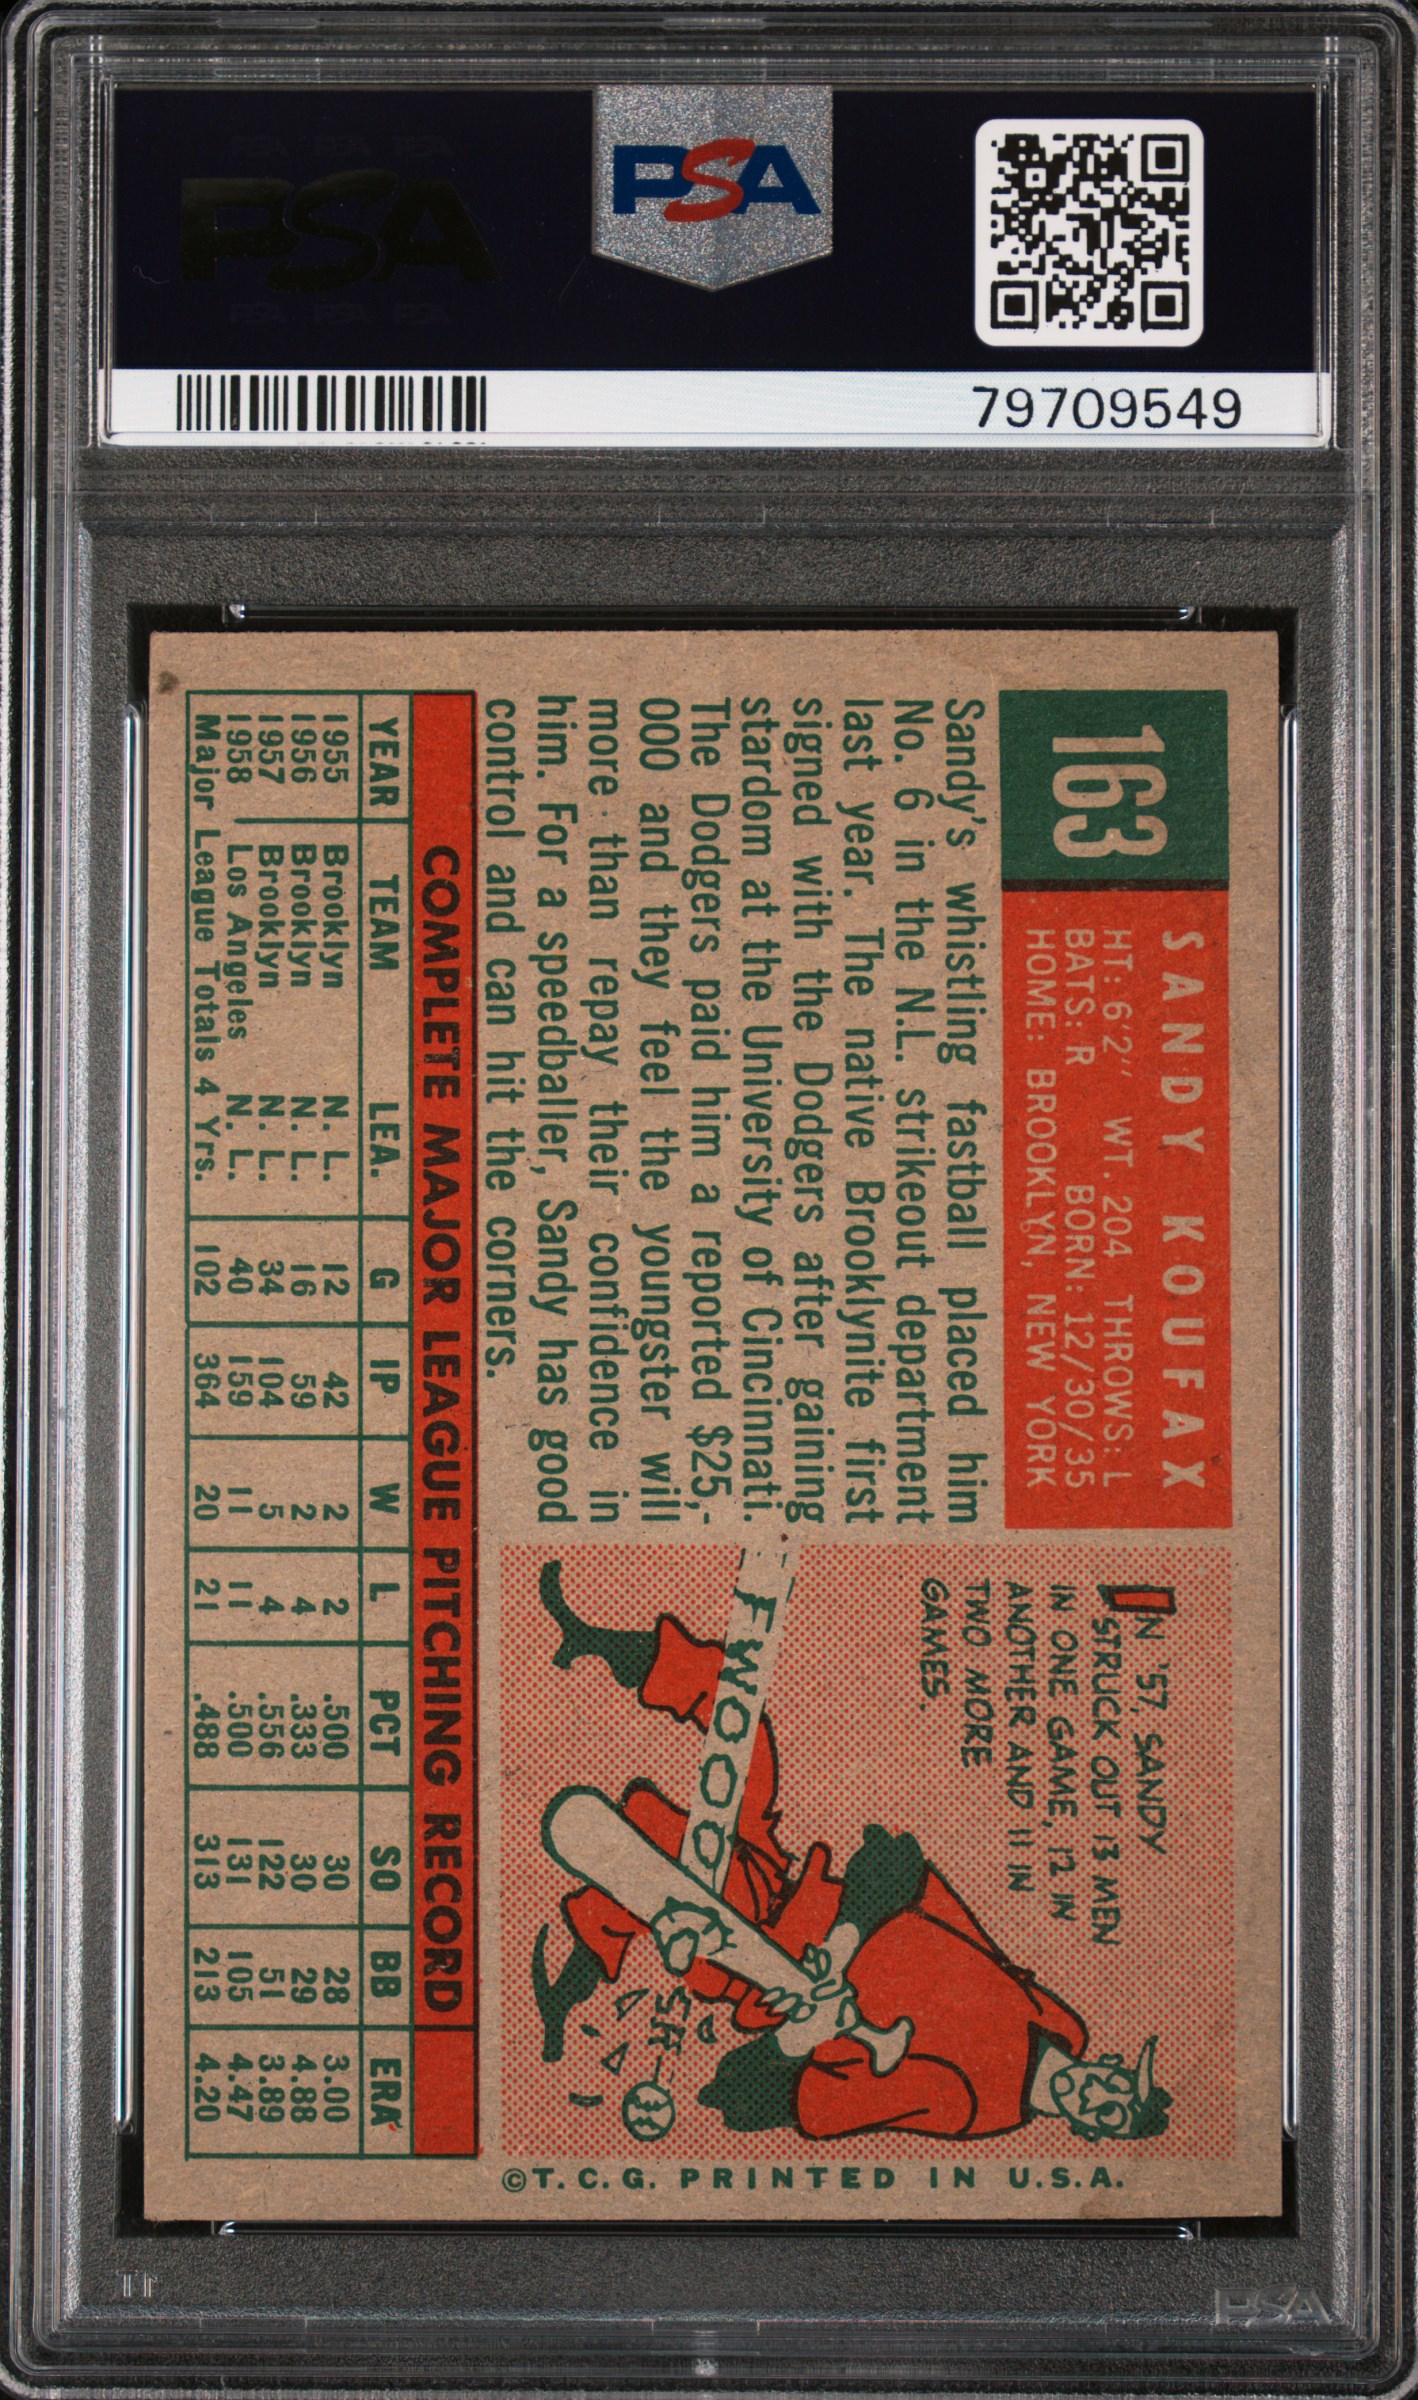 PSA PSA PSA
PSA
PSA PSA PSA
PSA
79709549
163
SANDY KOUFAX
HT: 6'2" WT. 204 THROWS: L
BATS: R BORN: 12/30/35
HOME: BROOKLYN, NEW YORK
Sandy's whistling fastball placed him
No. 6 in the N.L. strikeout department
last year. The native Brooklynite first
signed with the Dodgers after gaining
stardom at the University of Cincinnati.
The Dodgers paid him a reported $25,-
000 and they feel the youngster will
more than repay their confidence in
him. For a speedballer, Sandy has good
control and can hit the corners.
IN '57, SANDY
STRUCK OUT 13 MEN
IN ONE GAME, 12 IN
ANOTHER AND 11 IN
TWO MORE
GAMES.
FWOOO
SFT
COMPLETE MAJOR LEAGUE PITCHING RECORD
YEAR TEAM LEA. G IP W L PCT SO BB ERA
1955 Brooklyn N. L. 12 42 2 2 .500 30 28 3.00
1956 Brooklyn N. L. 16 59 2 4 .333 30 29 4.88
1957 Brooklyn N. L. 34 104 5 4 .556 122 51 3.89
1958 Los Angeles N. L. 40 159 11 11 .500 131 105 4.47
Major League Totals 4 Yrs. 102 364 20 21 .488 313 213 4.20
©T.C.G. PRINTED IN U.S.A.
PSA